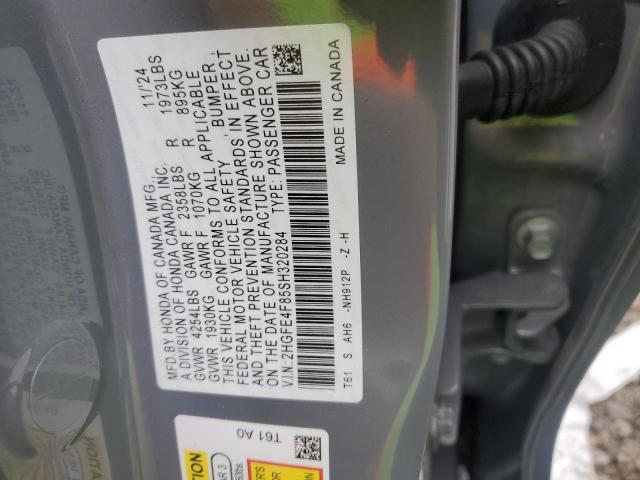 MFD BY HONDA OF CANADA MFG. 11/24
A DIVISION OF HONDA CANADA INC.
GVWR 4254LBS GAWR F 2358LBS R 1973LBS
GVWR 1930KG GAWR F 1070KG R 895KG
THIS VEHICLE CONFORMS TO ALL APPLICABLE
FEDERAL MOTOR VEHICLE SAFETY , BUMPER,
AND THEFT PREVENTION STANDARDS IN EFFECT
ON THE DATE OF MANUFACTURE SHOWN ABOVE.
V.I.N.:2HGFE4F85SH320284 TYPE: PASSENGER CAR
MADE IN CANADA
T61 S AH6 -NH912P -Z -H
T61 A0